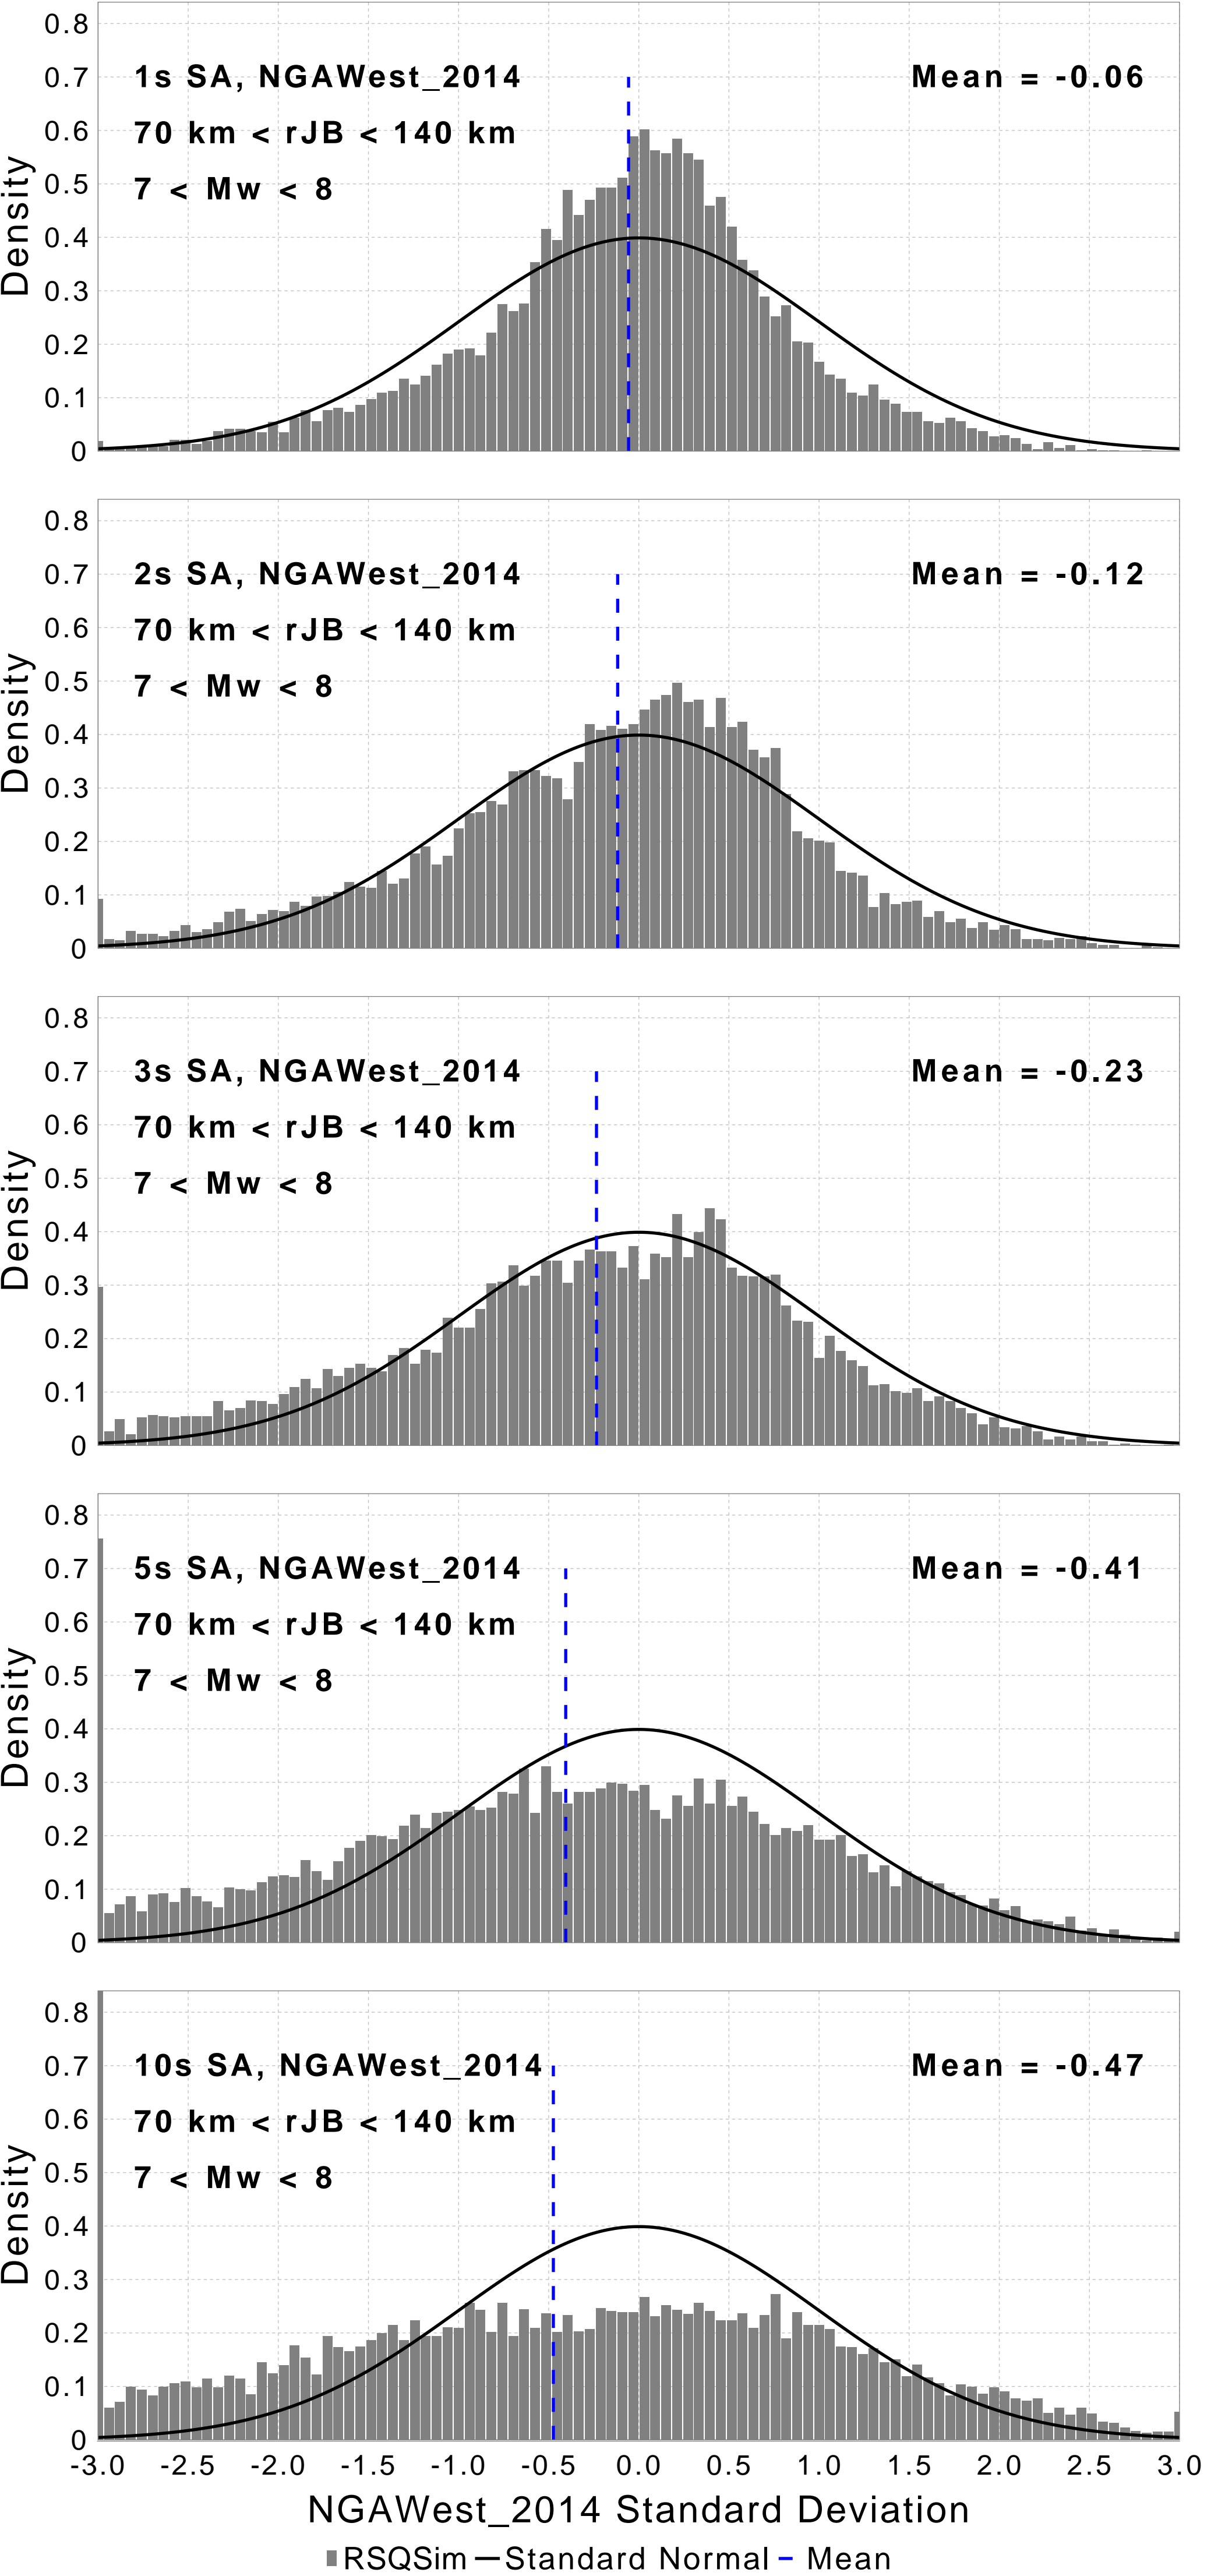 0.8
0.7
0.6
0.5
0.4
0.3
0.2
0.1
0
Density
1s SA, NGAWest_2014
Mean = -0.06
70 km < rJB < 140 km
7 < Mw < 8
0.8
0.7
0.6
0.5
0.4
0.3
0.2
0.1
0
Density
2s SA, NGAWest_2014
Mean = -0.12
70 km < rJB < 140 km
7 < Mw < 8
0.8
0.7
0.6
0.5
0.4
0.3
0.2
0.1
0
Density
3s SA, NGAWest_2014
Mean = -0.23
70 km < rJB < 140 km
7 < Mw < 8
0.8
0.7
0.6
0.5
0.4
0.3
0.2
0.1
0
Density
5s SA, NGAWest_2014
Mean = -0.41
70 km < rJB < 140 km
7 < Mw < 8
0.8
0.7
0.6
0.5
0.4
0.3
0.2
0.1
0
Density
10s SA, NGAWest_2014
Mean = -0.47
70 km < rJB < 140 km
7 < Mw < 8
-3.0 -2.5 -2.0 -1.5 -1.0 -0.5 0.0 0.5 1.0 1.5 2.0 2.5 3.0
NGAWest_2014 Standard Deviation
RSQSim Standard Normal Mean